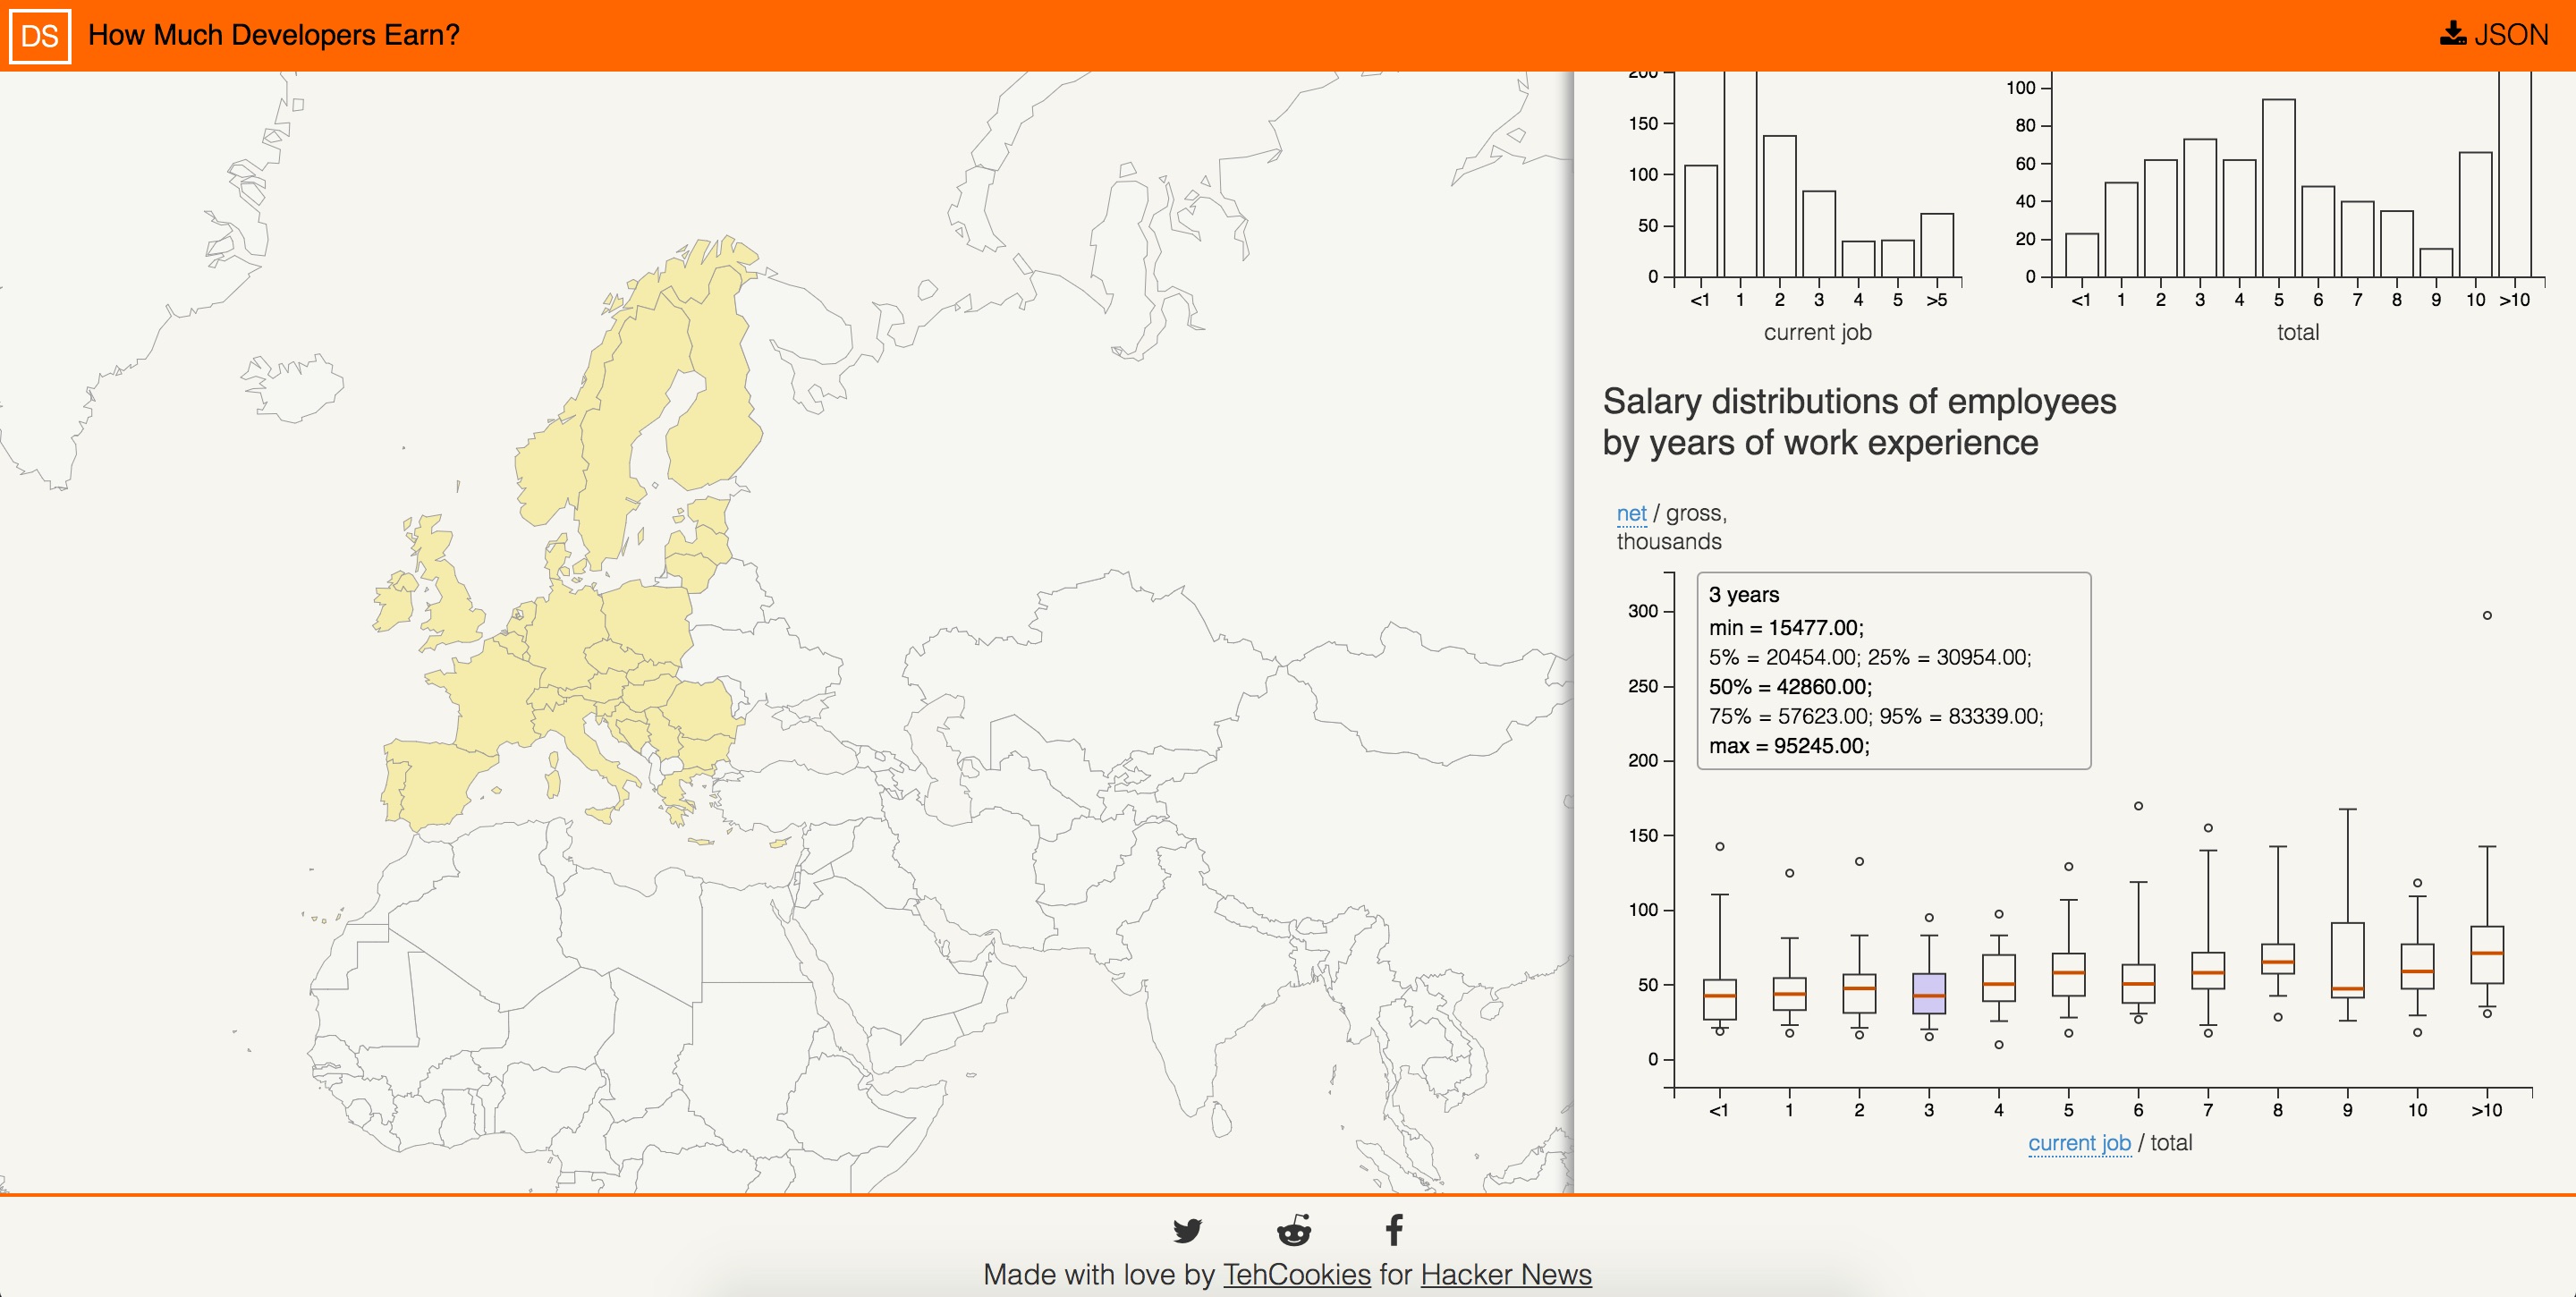 DS How Much Developers Earn? JSON
200
150
100
50
0
<1 1 2 3 4 5 >5
current job
100
80
60
40
20
0
<1 1 2 3 4 5 6 7 8 9 10 >10
total
Salary distributions of employees
by years of work experience
net / gross,
thousands
3 years
min = 15477.00;
5% = 20454.00; 25% = 30954.00;
50% = 42860.00;
75% = 57623.00; 95% = 83339.00;
max = 95245.00;
300
250
200
150
100
50
0
<1 1 2 3 4 5 6 7 8 9 10 >10
current job / total
Made with love by TehCookies for Hacker News